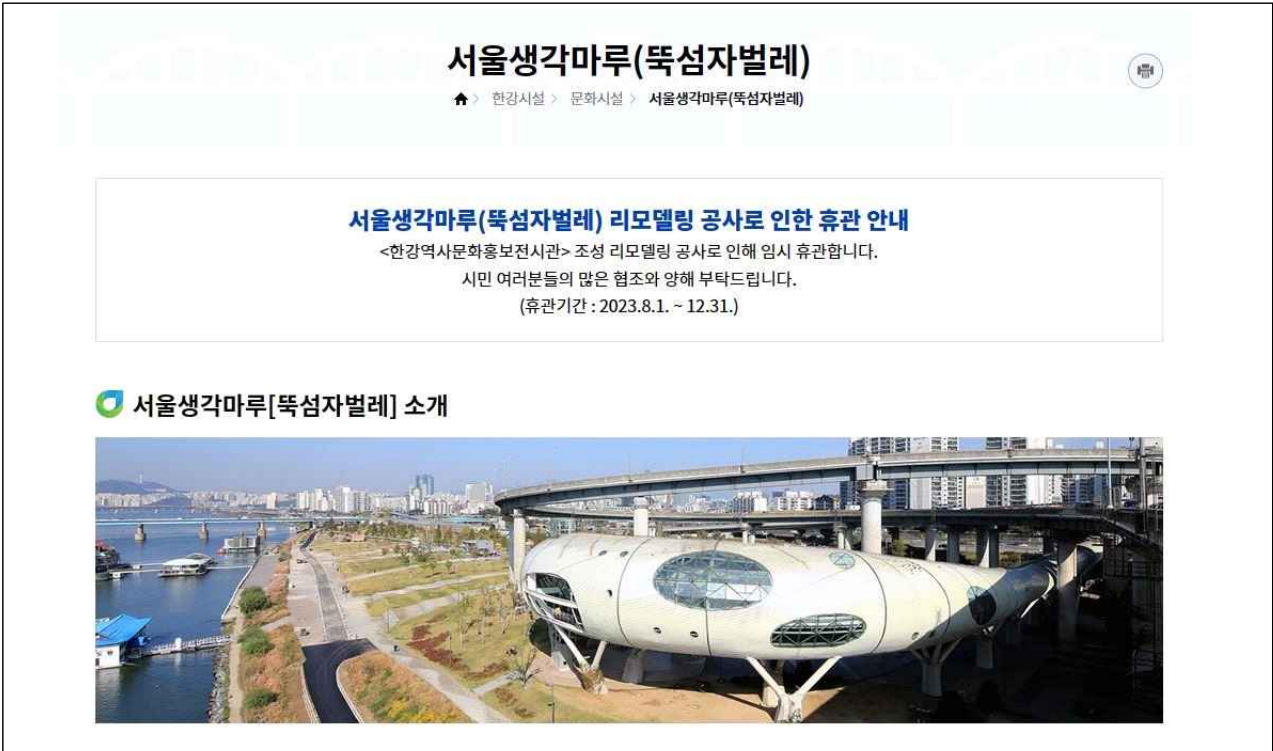 서울생각마루(뚝섬자벌레)
한강시설 > 문화시설 > 서울생각마루(뚝섬자벌레)
서울생각마루(뚝섬자벌레) 리모델링 공사로 인한 휴관 안내
<한강역사문화홍보전시관> 조성 리모델링 공사로 인해 임시 휴관합니다.
시민 여러분들의 많은 협조와 양해 부탁드립니다.
(휴관기간 : 2023.8.1. ~ 12.31.)
서울생각마루[뚝섬자벌레] 소개